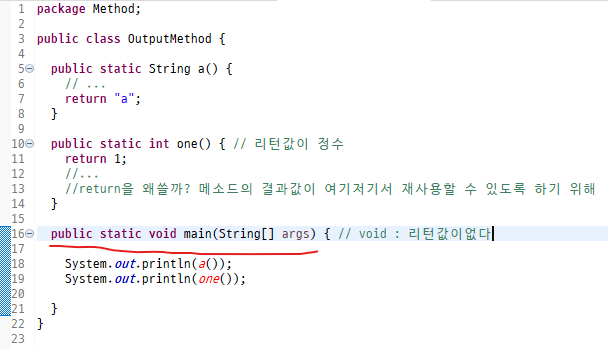 1 package Method;
2
3 public class OutputMethod {
4
5 public static String a() {
6 // ...
7 return "a";
8 }
9
10 public static int one() { // 리턴값이 정수
11 return 1;
12 //...
13 //return을 왜쓸까? 메소드의 결과값이 여기저기서 재사용할 수 있도록 하기 위해
14 }
15
16 public static void main(String[] args) { // void : 리턴값이없다
17
18 System.out.println(a());
19 System.out.println(one());
20
21 }
22 }
23